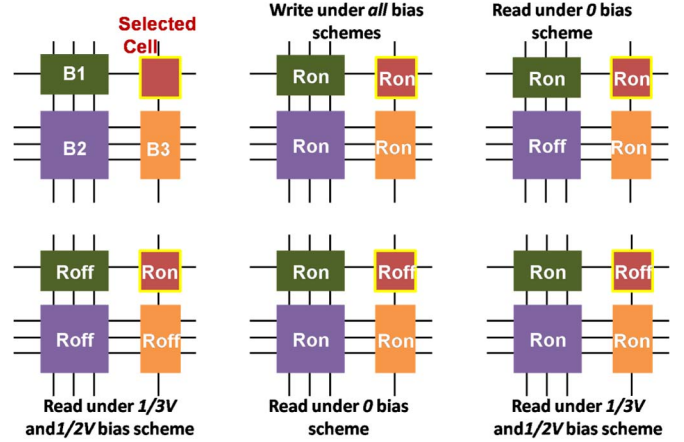 Selected
Cell
B1
B2
B3
Write under all bias
schemes
Ron
Ron
Ron
Ron
Read under 0 bias
scheme
Ron
Ron
Roff
Ron
Roff
Ron
Roff
Roff
Read under 1/3V
and1/2V bias scheme
Ron
Roff
Ron
Ron
Read under 0 bias
scheme
Ron
Roff
Ron
Ron
Read under 1/3V
and1/2V bias scheme